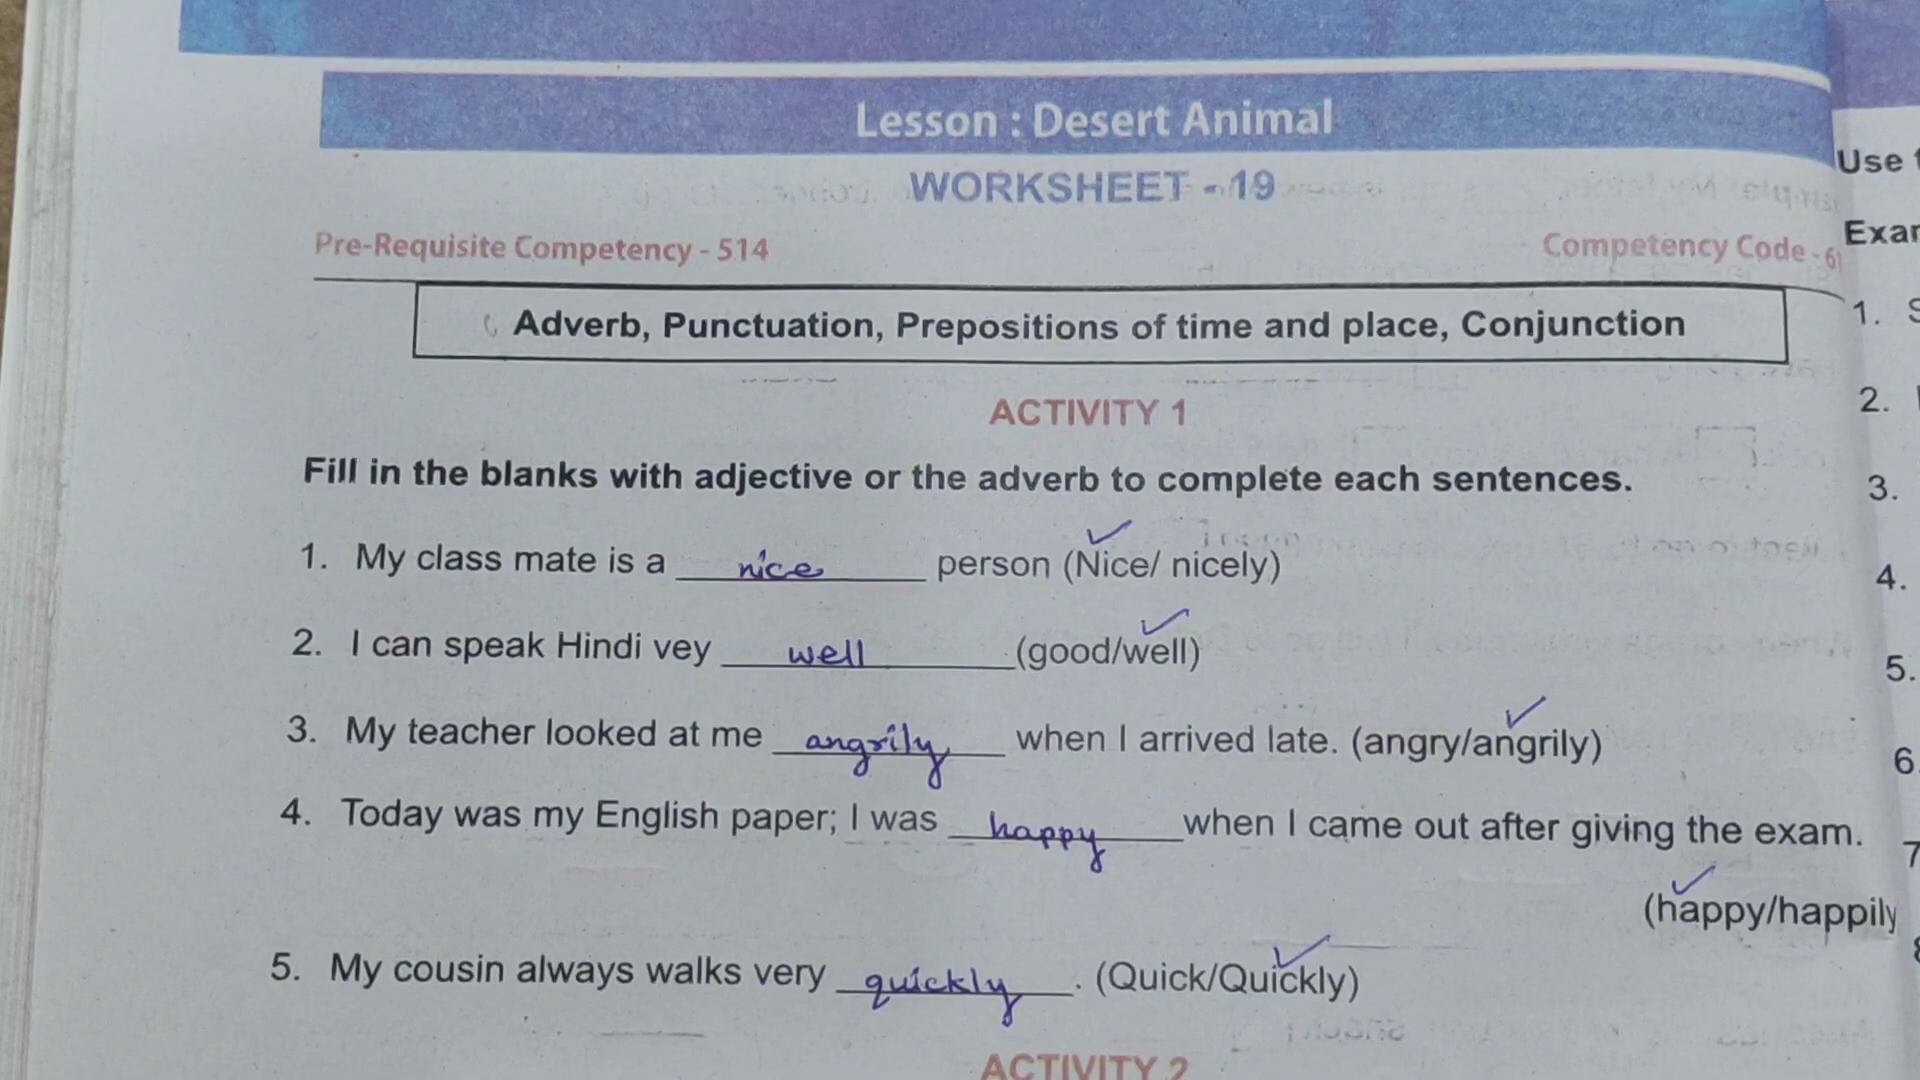 Lesson : Desert Animal
WORKSHEET - 19
Pre-Requisite Competency - 514
Competency Code - 61
Adverb, Punctuation, Prepositions of time and place, Conjunction
ACTIVITY 1
Fill in the blanks with adjective or the adverb to complete each sentences.
1. My class mate is a nice person (Nice/ nicely)
2. I can speak Hindi vey well (good/well)
3. My teacher looked at me angrily when I arrived late. (angry/angrily)
4. Today was my English paper; I was happy when I came out after giving the exam.
(happy/happily
5. My cousin always walks very quickly. (Quick/Quickly)
ACTIVITY 2
Use
1.
2.
3.
4.
5.
6.
7